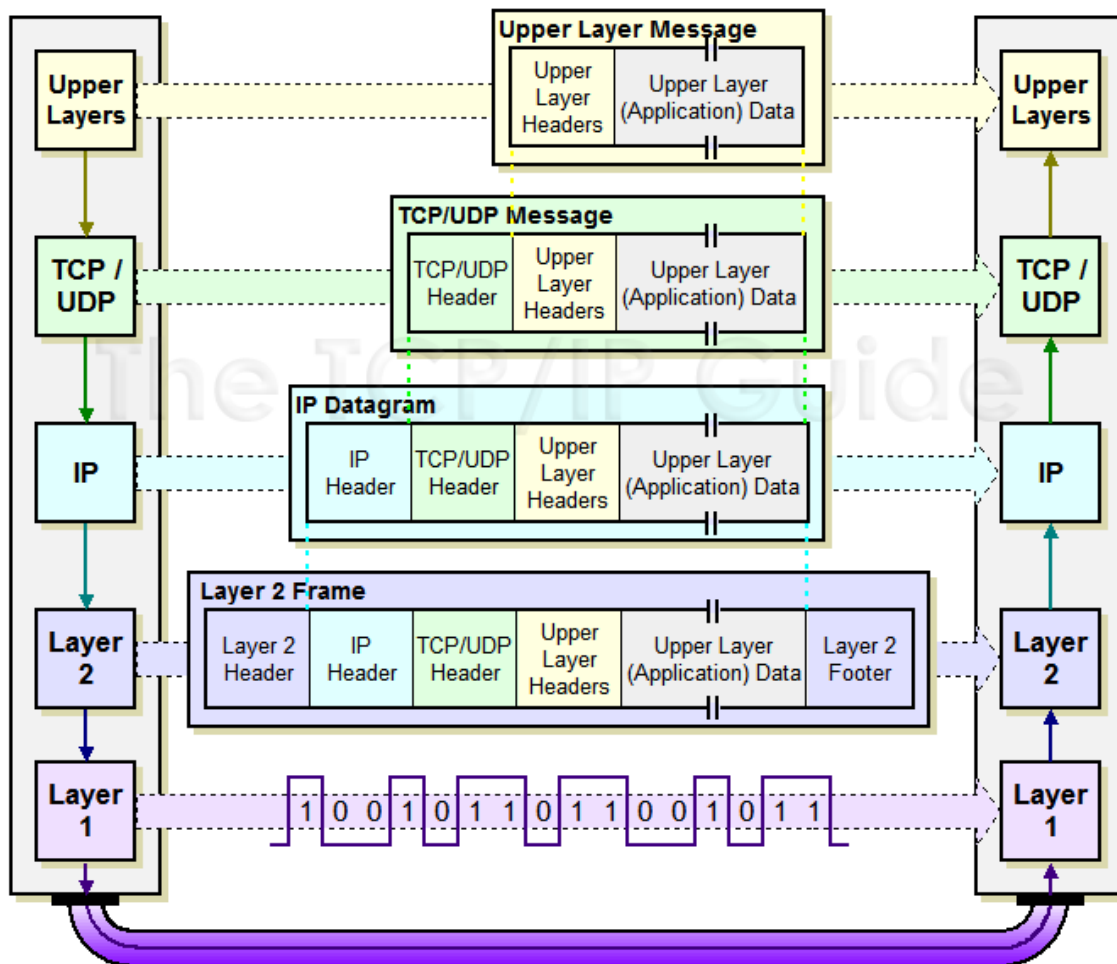 Upper Layer Message
Upper
Layers
Upper
Layer
Headers
Upper Layer
(Application) Data
Upper
Layers
TCP/UDP Message
TCP /
UDP
TCP/UDP
Header
Upper
Layer
Headers
Upper Layer
(Application) Data
TCP /
UDP
The TCP/IP Guide
IP Datagram
IP
IP
Header
TCP/UDP
Header
Upper
Layer
Headers
Upper Layer
(Application) Data
IP
Layer 2 Frame
Layer
2
Layer 2
Header
IP
Header
TCP/UDP
Header
Upper
Layer
Headers
Upper Layer
(Application) Data
Layer 2
Footer
Layer
2
Layer
1
1 0 0 1 0 1 1 0 1 1 0 0 1 0 1 1
Layer
1